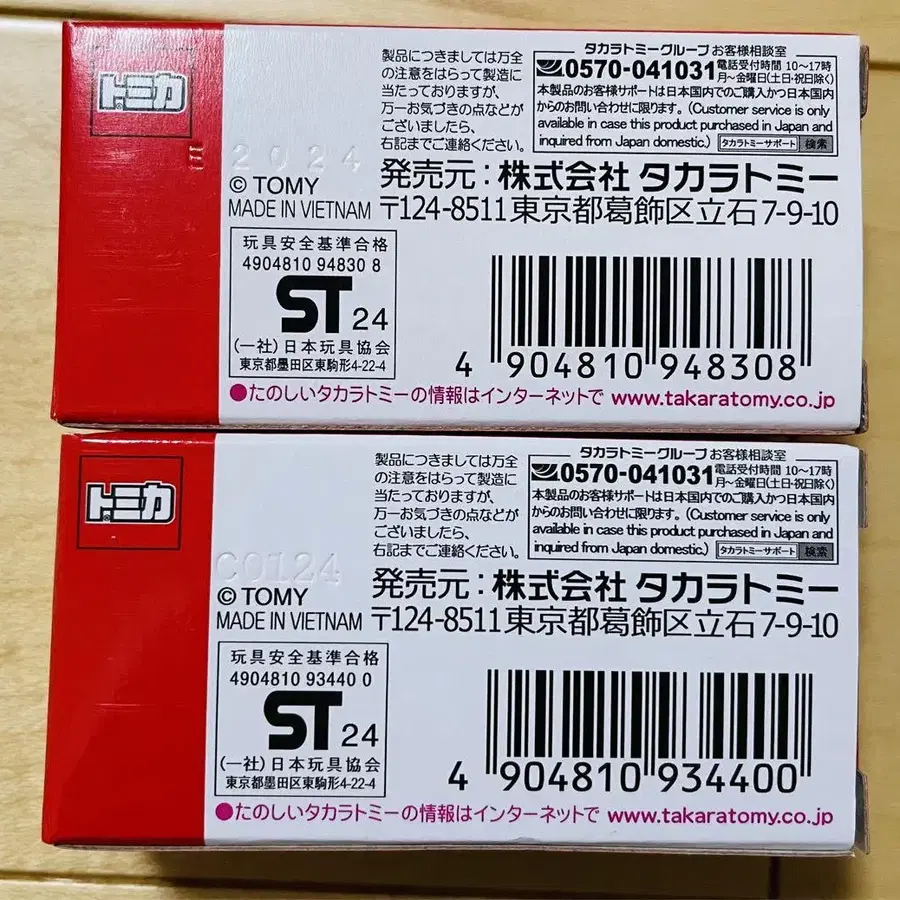 トミカ
製品につきましては万全
の注意をはらって製造に
当たっておりますが、
万一お気づきの点などが
ございましたら、
右記までご連絡ください。
タカラトミーグループ お客様相談室
0570-041031 電話受付時間 10〜17時
月〜金曜日(土日・祝日除く)
本製品のお客様サポートは日本国内でのご購入かつ日本国内
からのお問い合わせに限ります。(Customer service is only
available in case this product purchased in Japan and
inquired from Japan domestic.) タカラトミーサポート 検索
2024
© TOMY
MADE IN VIETNAM
発売元：株式会社 タカラトミー
〒124-8511東京都葛飾区立石7-9-10
玩具安全基準合格
4904810 94830 8
ST 24
(一社)日本玩具協会
東京都墨田区東駒形4-22-4
4 904810 948308
●たのしいタカラトミーの情報はインターネットで www.takaratomy.co.jp
トミカ
製品につきましては万全
の注意をはらって製造に
当たっておりますが、
万一お気づきの点などが
ございましたら、
右記までご連絡ください。
タカラトミーグループ お客様相談室
0570-041031 電話受付時間 10〜17時
月〜金曜日(土日・祝日除く)
本製品のお客様サポートは日本国内でのご購入かつ日本国内
からのお問い合わせに限ります。(Customer service is only
available in case this product purchased in Japan and
inquired from Japan domestic.) タカラトミーサポート 検索
C0124
© TOMY
MADE IN VIETNAM
発売元：株式会社 タカラトミー
〒124-8511東京都葛飾区立石7-9-10
玩具安全基準合格
4904810 93440 0
ST 24
(一社)日本玩具協会
東京都墨田区東駒形4-22-4
4 904810 934400
●たのしいタカラトミーの情報はインターネットで www.takaratomy.co.jp